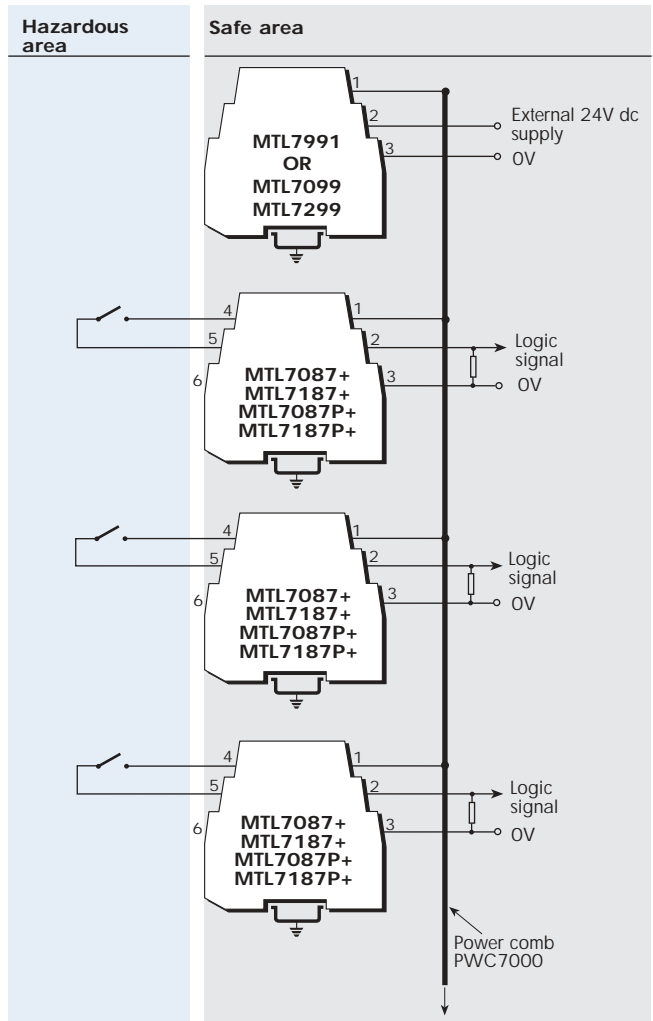 Hazardous
area
Safe area
1
2
3
External 24V dc
supply
0V
MTL7991
OR
MTL7099
MTL7299
4
5
6
1
2
3
Logic
signal
0V
MTL7087+
MTL7187+
MTL7087P+
MTL7187P+
4
5
6
1
2
3
Logic
signal
0V
MTL7087+
MTL7187+
MTL7087P+
MTL7187P+
4
5
6
1
2
3
Logic
signal
0V
MTL7087+
MTL7187+
MTL7087P+
MTL7187P+
Power comb
PWC7000